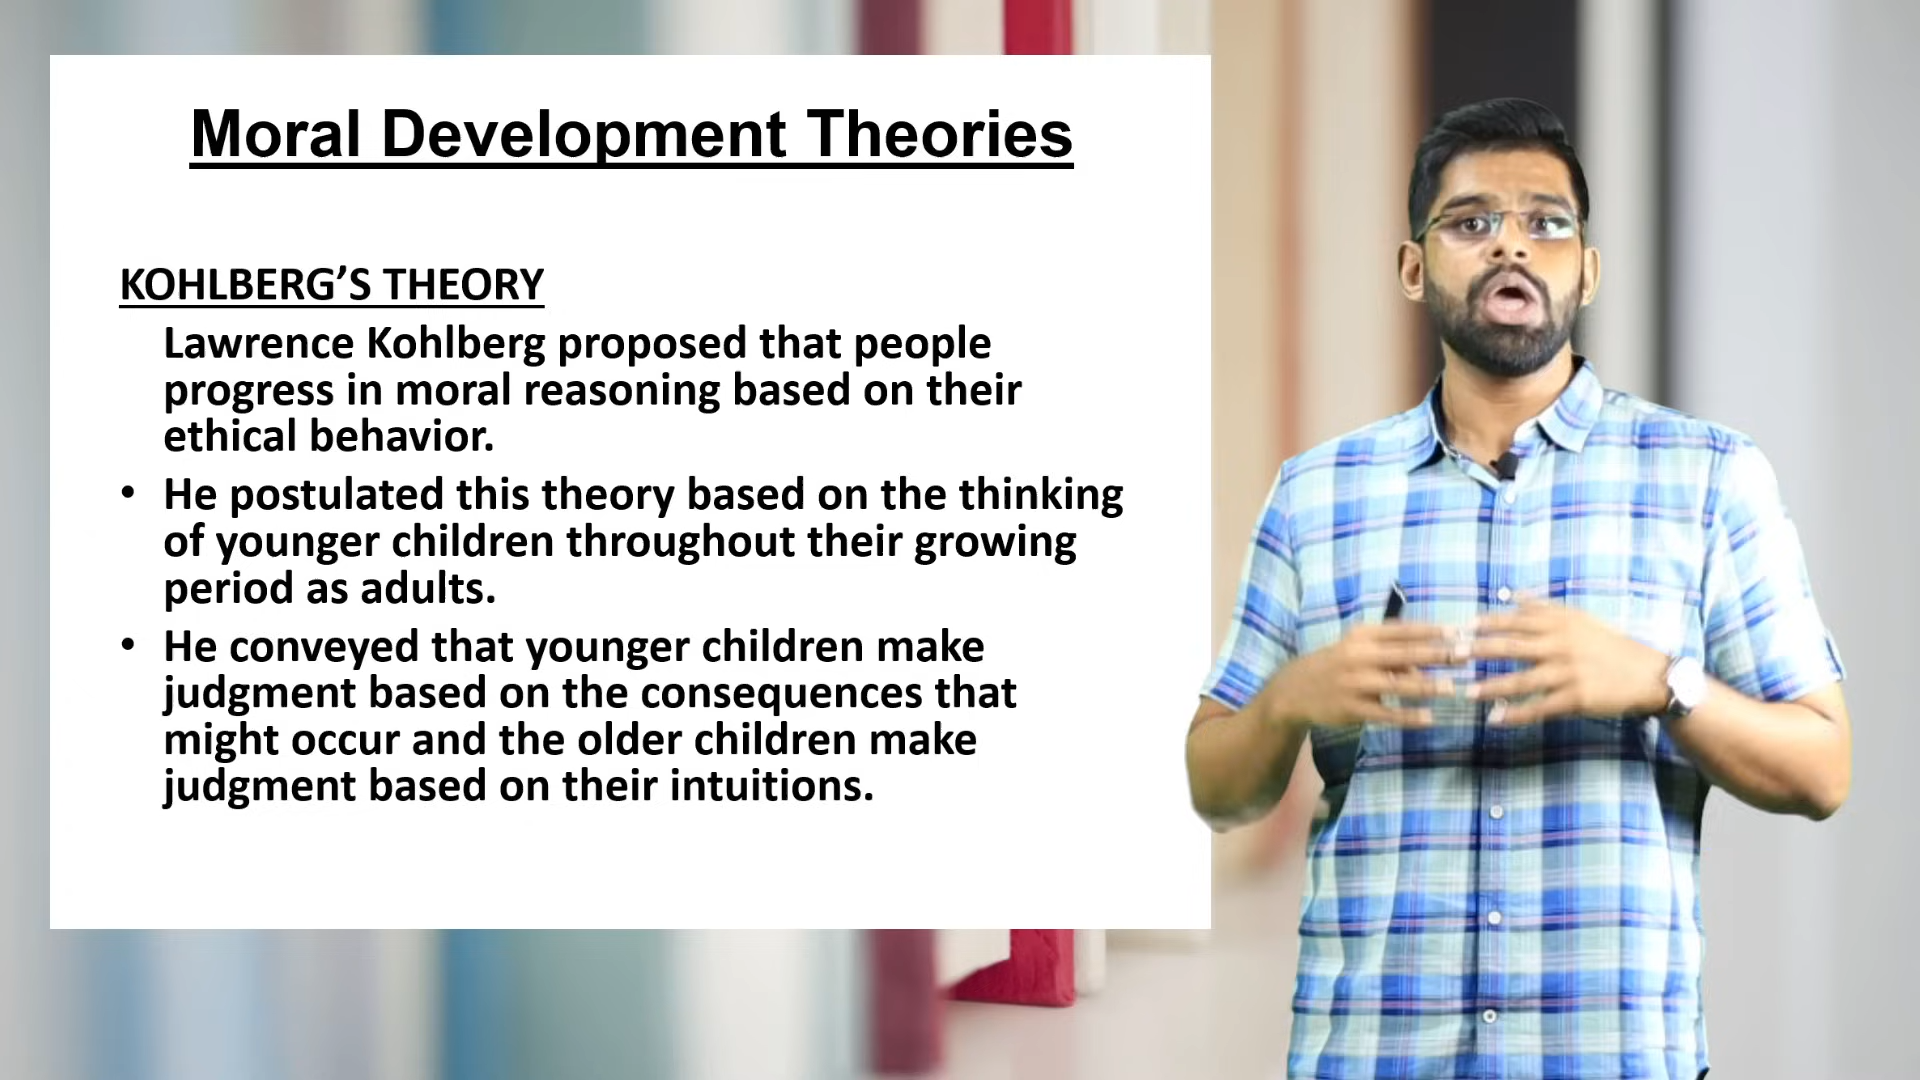 Moral Development Theories
KOHLBERG’S THEORY
Lawrence Kohlberg proposed that people
progress in moral reasoning based on their
ethical behavior.
• He postulated this theory based on the thinking
of younger children throughout their growing
period as adults.
• He conveyed that younger children make
judgment based on the consequences that
might occur and the older children make
judgment based on their intuitions.